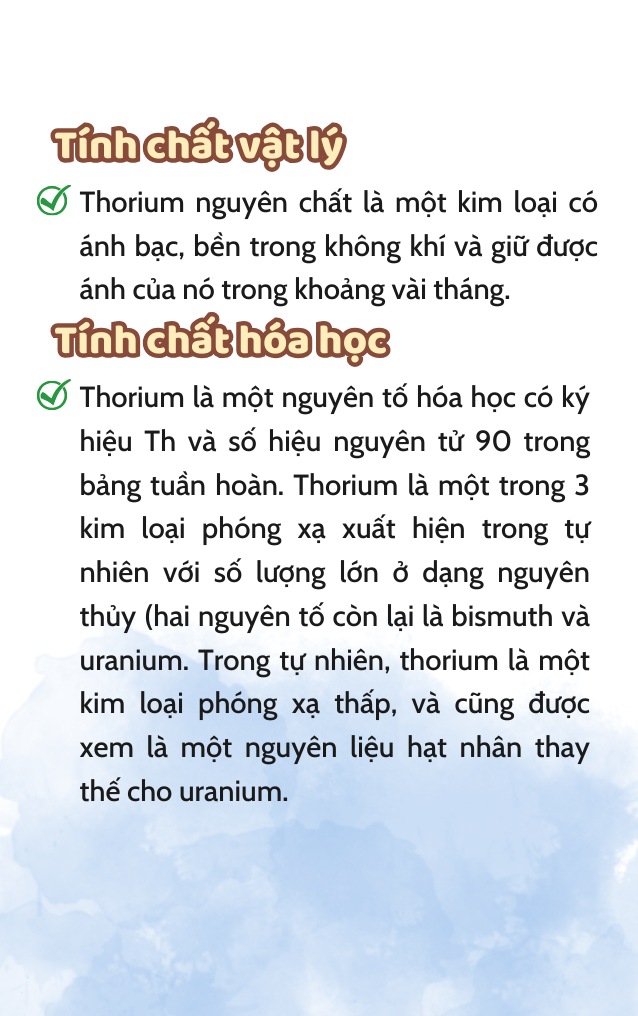 Tính chất vật lý
Thorium nguyên chất là một kim loại có
ánh bạc, bền trong không khí và giữ được
ánh của nó trong khoảng vài tháng.
Tính chất hóa học
Thorium là một nguyên tố hóa học có ký
hiệu Th và số hiệu nguyên tử 90 trong
bảng tuần hoàn. Thorium là một trong 3
kim loại phóng xạ xuất hiện trong tự
nhiên với số lượng lớn ở dạng nguyên
thủy (hai nguyên tố còn lại là bismuth và
uranium. Trong tự nhiên, thorium là một
kim loại phóng xạ thấp, và cũng được
xem là một nguyên liệu hạt nhân thay
thế cho uranium.